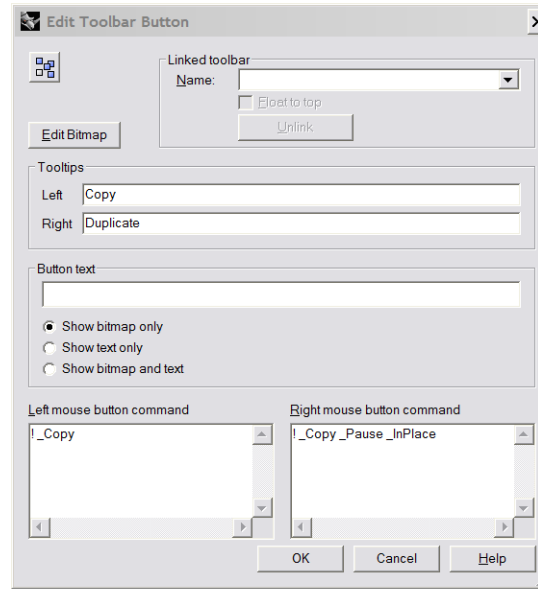 Edit Toolbar Button
Linked toolbar
Name:
Float to top
Unlink
Edit Bitmap
Tooltips
Left Copy
Right Duplicate
Button text
Show bitmap only
Show text only
Show bitmap and text
Left mouse button command
! _Copy
Right mouse button command
! _Copy _Pause _InPlace
OK Cancel Help